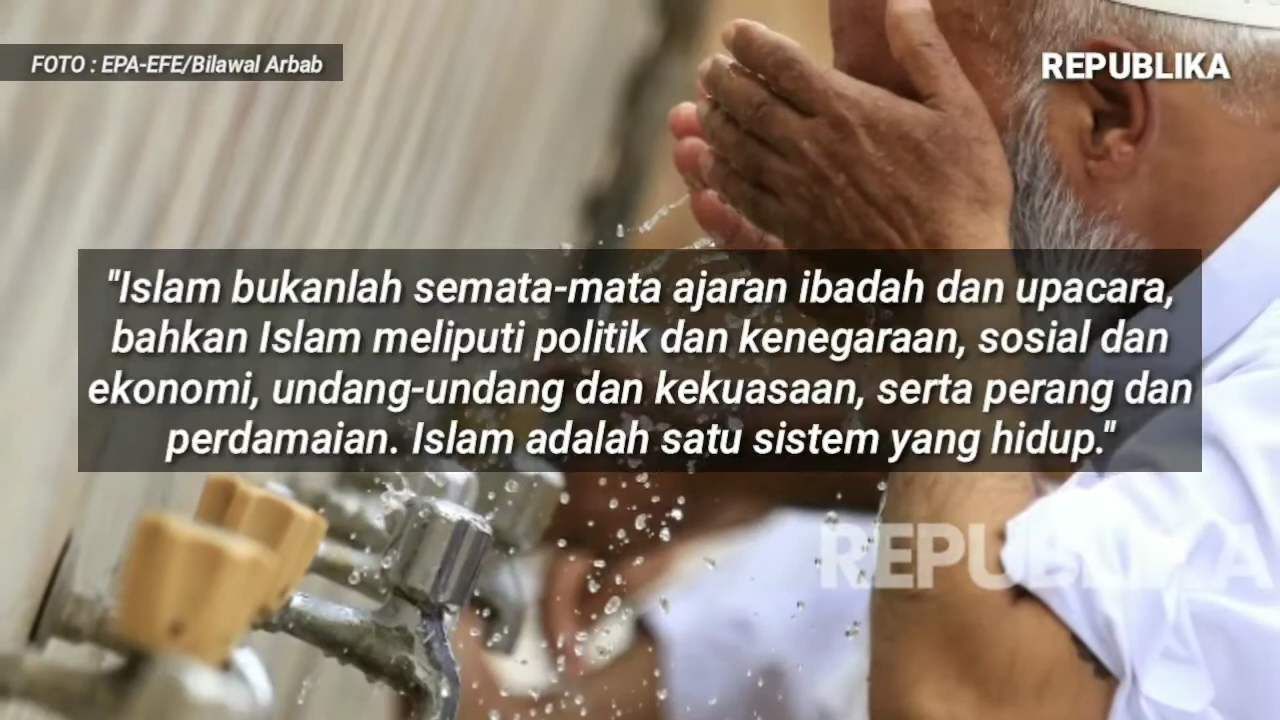 FOTO : EPA-EFE/Bilawal Arbab
REPUBLIKA
"Islam bukanlah semata-mata ajaran ibadah dan upacara,
bahkan Islam meliputi politik dan kenegaraan, sosial dan
ekonomi, undang-undang dan kekuasaan, serta perang dan
perdamaian. Islam adalah satu sistem yang hidup."
REPUBLIKA